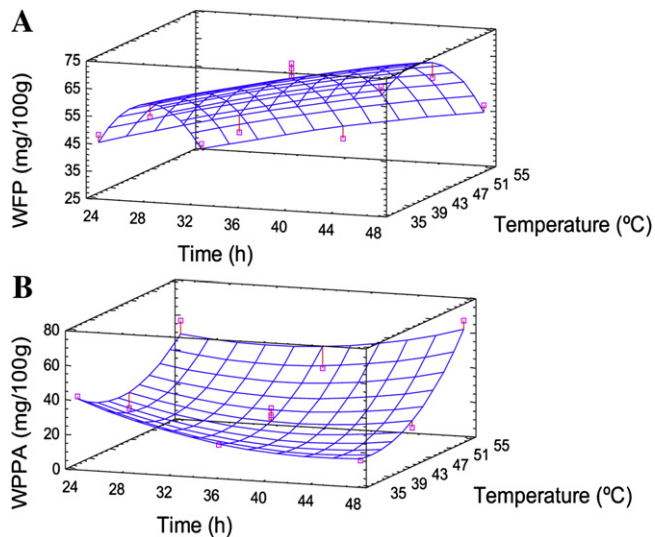 A
WFP (mg/100g)
75
65
55
45
35
25
24 28 32 36 40 44 48
Time (h)
35 39 43 47 51 55
Temperature (ºC)
B
WPPA (mg/100g)
80
60
40
20
0
24 28 32 36 40 44 48
Time (h)
35 39 43 47 51 55
Temperature (ºC)